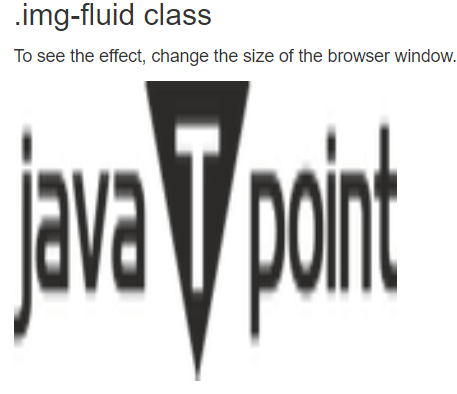 .img-fluid class
To see the effect, change the size of the browser window.
java T point